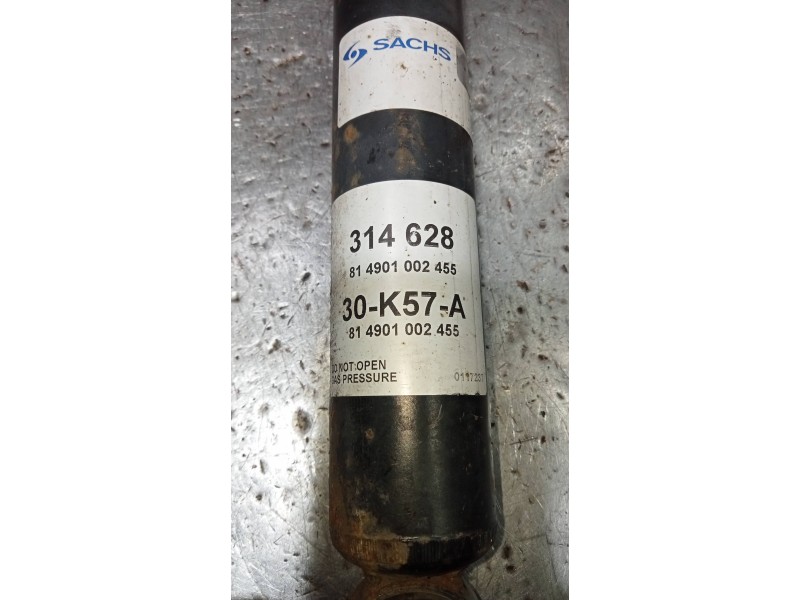 SACHS
314 628
81 4901 002 455
30-K57-A
81 4901 002 455
DO NOT OPEN
GAS PRESSURE